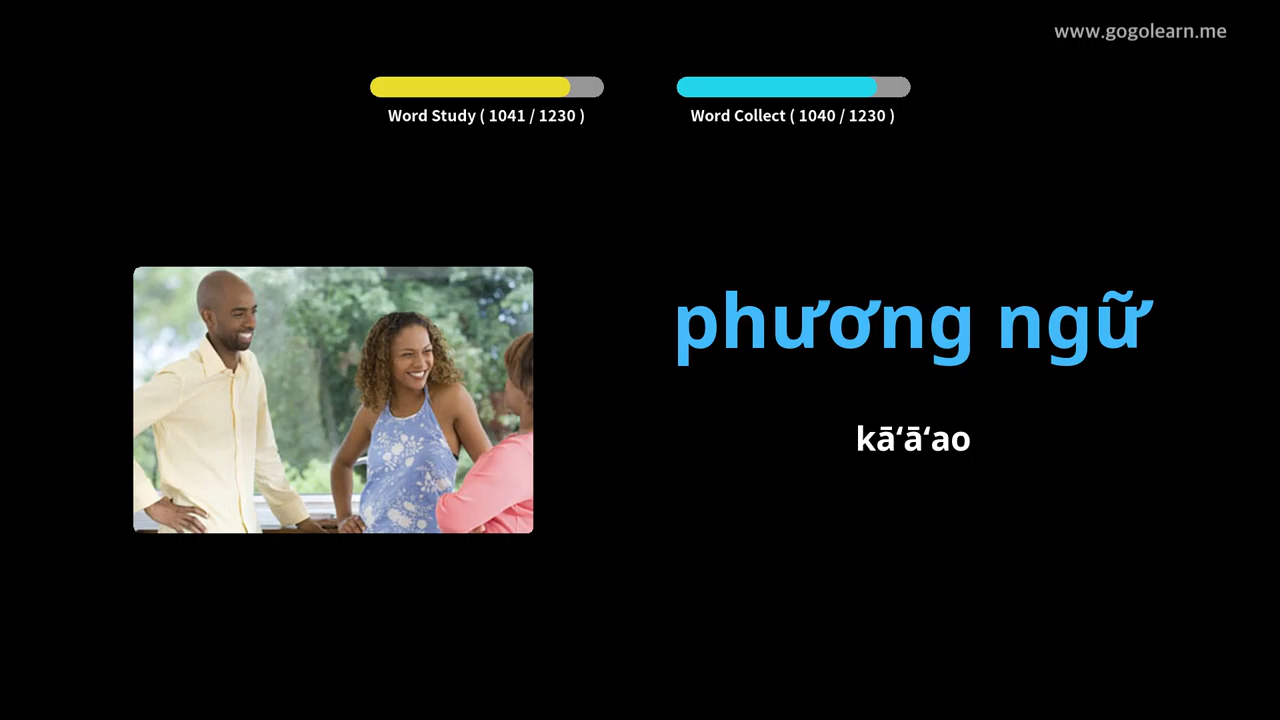 www.gogolearn.me
Word Study ( 1041 / 1230 )
Word Collect ( 1040 / 1230 )
phương ngữ
kāʻāʻao